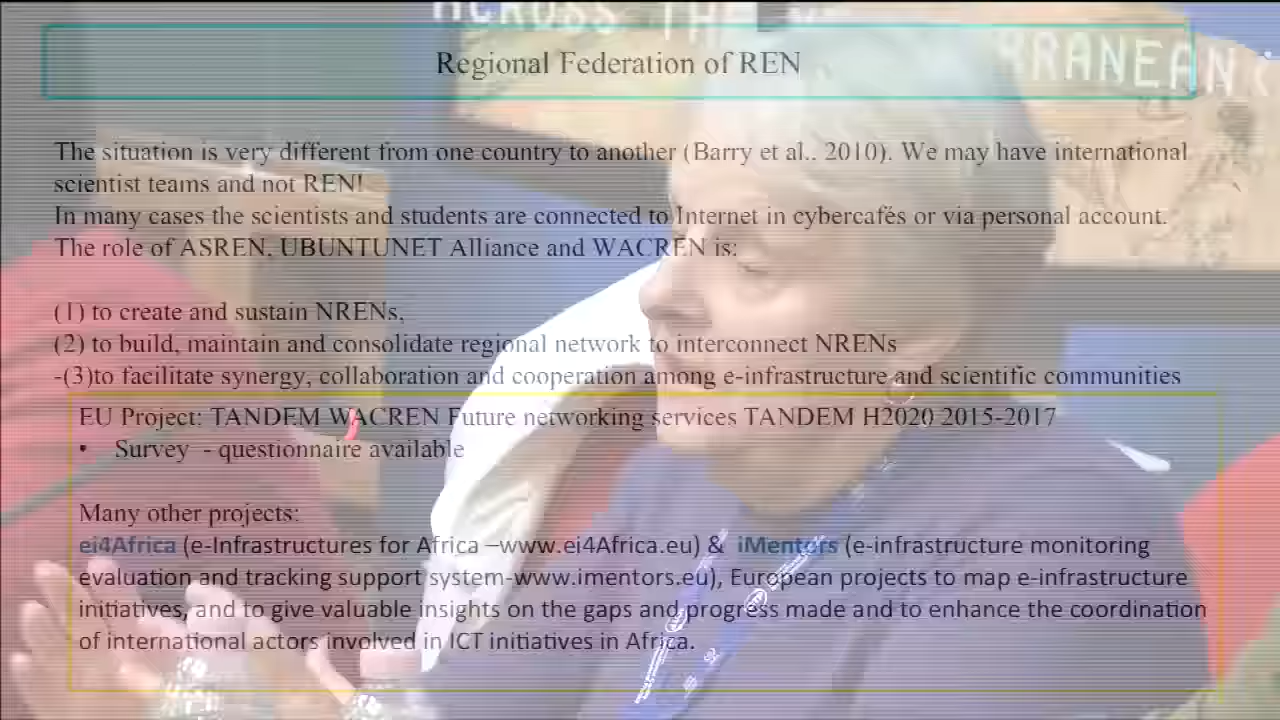 ACROSS THE
RRANEAN
Regional Federation of REN
The situation is very different from one country to another (Barry et al.. 2010). We may have international
scientist teams and not REN!
In many cases the scientists and students are connected to Internet in cybercafés or via personal account.
The role of ASREN, UBUNTUNET Alliance and WACREN is:
(1) to create and sustain NRENs,
(2) to build, maintain and consolidate regional network to interconnect NRENs
-(3)to facilitate synergy, collaboration and cooperation among e-infrastructure and scientific communities
EU Project: TANDEM WACREN Future networking services TANDEM H2020 2015-2017
• Survey - questionnaire available
Many other projects:
ei4Africa (e-Infrastructures for Africa –www.ei4Africa.eu) & iMentors (e-infrastructure monitoring
evaluation and tracking support system-www.imentors.eu), European projects to map e-infrastructure
initiatives, and to give valuable insights on the gaps and progress made and to enhance the coordination
of international actors involved in ICT initiatives in Africa.